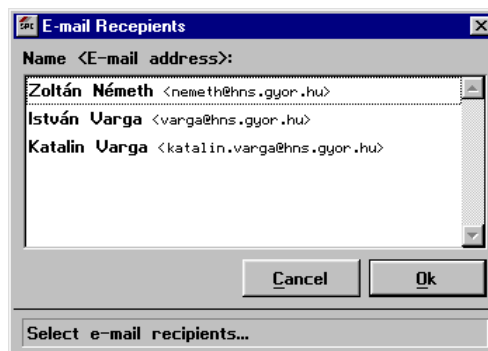 SPC E-mail Recepients
Name <E-mail address>:
Zoltán Németh <nemeth@hns.gyor.hu>
István Varga <varga@hns.gyor.hu>
Katalin Varga <katalin.varga@hns.gyor.hu>
Cancel Ok
Select e-mail recipients...